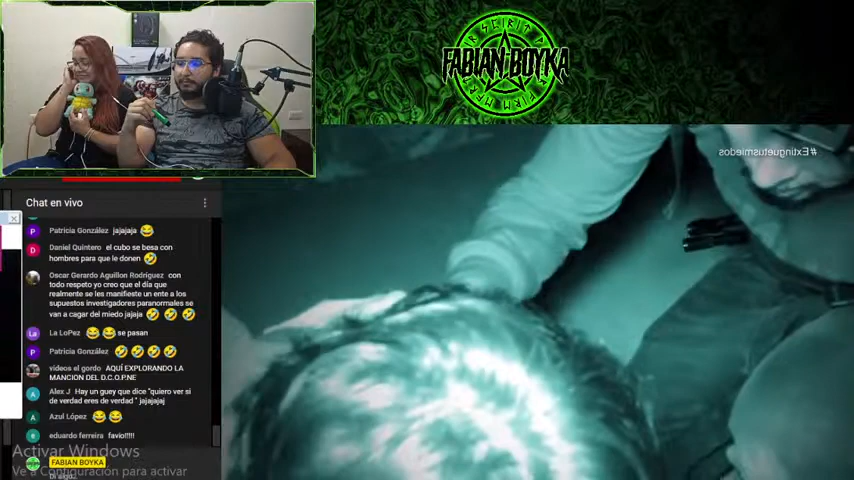 FABIAN BOYKA
#Extinguetusmiedos
Chat en vivo
Patricia González jajajaja
Daniel Quintero el cubo se besa con
hombres para que le donen
Oscar Gerardo Aguillon Rodriguez con
todo respeto yo creo que el día que
realmente se les manifieste un ente a los
supuestos investigadores paranormales se
van a cagar del miedo jajaja
La LoPez se pasan
Patricia González
videos el gordo AQUÍ EXPLORANDO LA
MANCION DEL D.C.O.P.NE
Alex J Hay un guey que dice "quiero ver si
de verdad eres de verdad " jajajajaj
Azul López
eduardo ferreira favio!!!!!
Activar Windows
FABIAN BOYKA
Ve a Configuración para activar